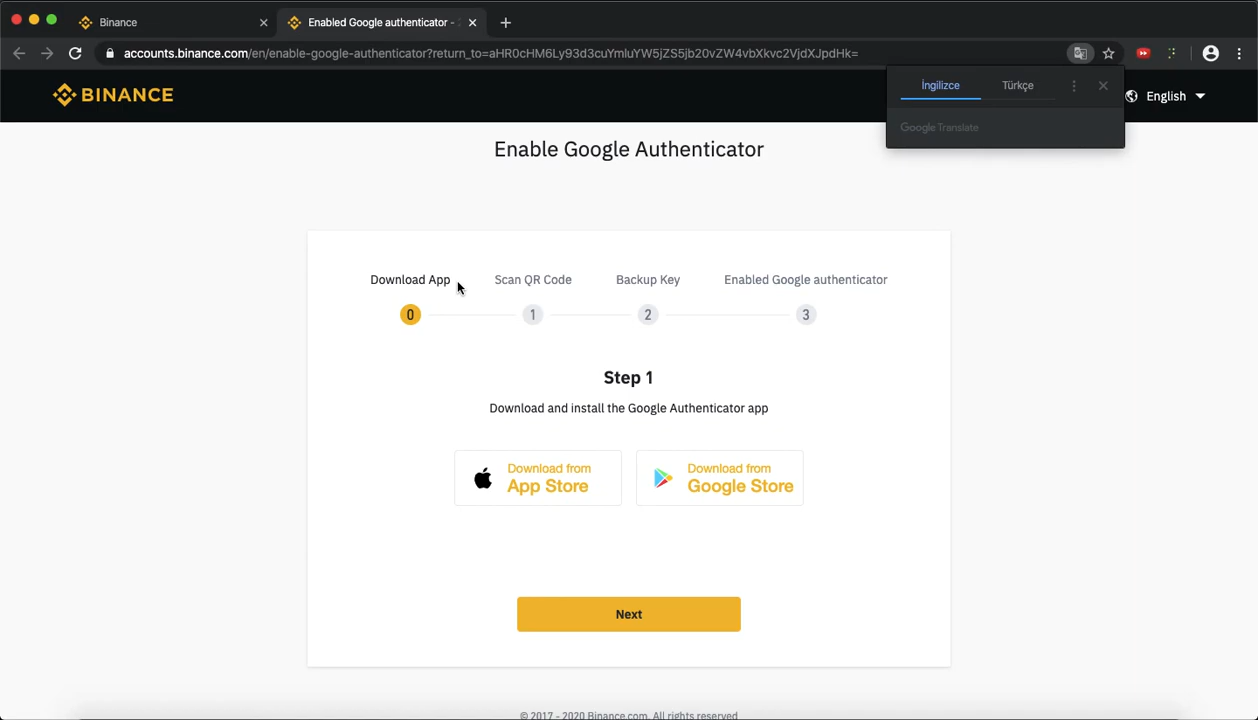 Binance
Enabled Google authenticator -
accounts.binance.com/en/enable-google-authenticator?return_to=aHR0cHM6Ly93d3cuYmluYW5jZS5jb20vZW4vbXkvc2VjdXJpdHk=
İngilizce
Türkçe
Google Translate
BINANCE
English
Enable Google Authenticator
Download App
Scan QR Code
Backup Key
Enabled Google authenticator
0
1
2
3
Step 1
Download and install the Google Authenticator app
Download from
App Store
Download from
Google Store
Next
© 2017 - 2020 Binance.com. All rights reserved